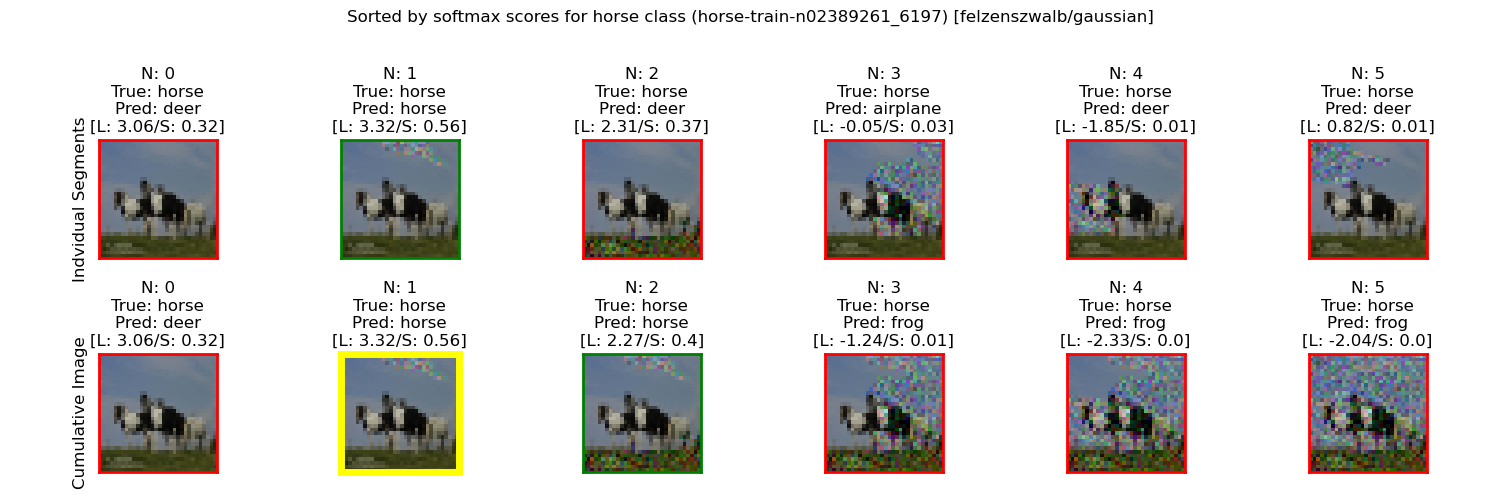 Sorted by softmax scores for horse class (horse-train-n02389261_6197) [felzenszwalb/gaussian]
Indvidual Segments
N: 0
True: horse
Pred: deer
[L: 3.06/S: 0.32]
N: 1
True: horse
Pred: horse
[L: 3.32/S: 0.56]
N: 2
True: horse
Pred: deer
[L: 2.31/S: 0.37]
N: 3
True: horse
Pred: airplane
[L: -0.05/S: 0.03]
N: 4
True: horse
Pred: deer
[L: -1.85/S: 0.01]
N: 5
True: horse
Pred: deer
[L: 0.82/S: 0.01]
Cumulative Image
N: 0
True: horse
Pred: deer
[L: 3.06/S: 0.32]
N: 1
True: horse
Pred: horse
[L: 3.32/S: 0.56]
N: 2
True: horse
Pred: horse
[L: 2.27/S: 0.4]
N: 3
True: horse
Pred: frog
[L: -1.24/S: 0.01]
N: 4
True: horse
Pred: frog
[L: -2.33/S: 0.0]
N: 5
True: horse
Pred: frog
[L: -2.04/S: 0.0]